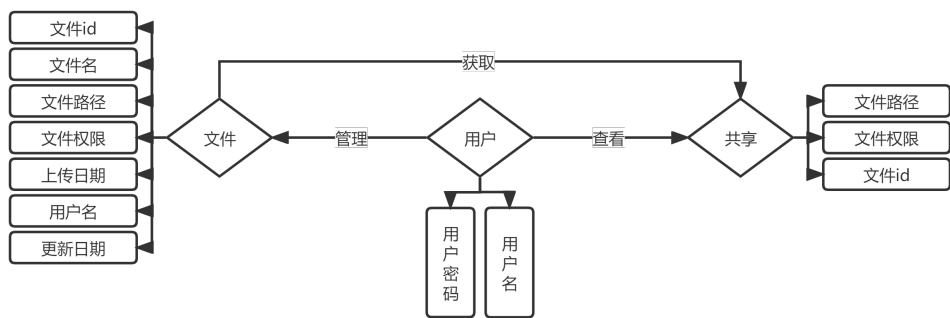 文件id
文件名
文件路径
文件权限
上传日期
用户名
更新日期
文件
获取
管理
用户
查看
共享
文件路径
文件权限
文件id
用户密码
用户名